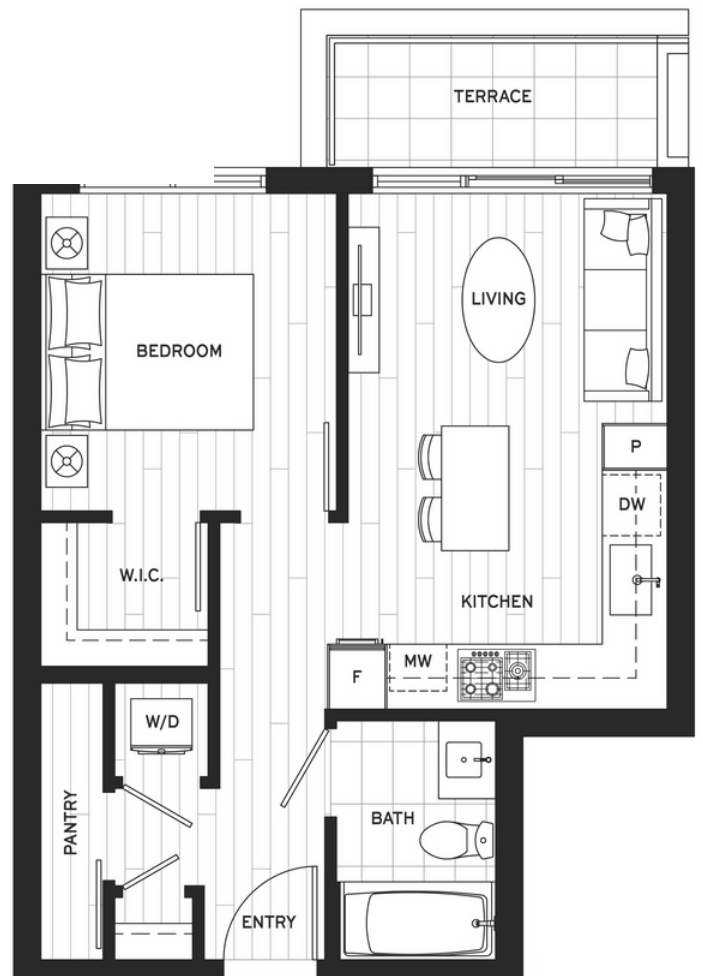 TERRACE
LIVING
BEDROOM
P
DW
W.I.C.
KITCHEN
MW
F
W/D
PANTRY
BATH
ENTRY